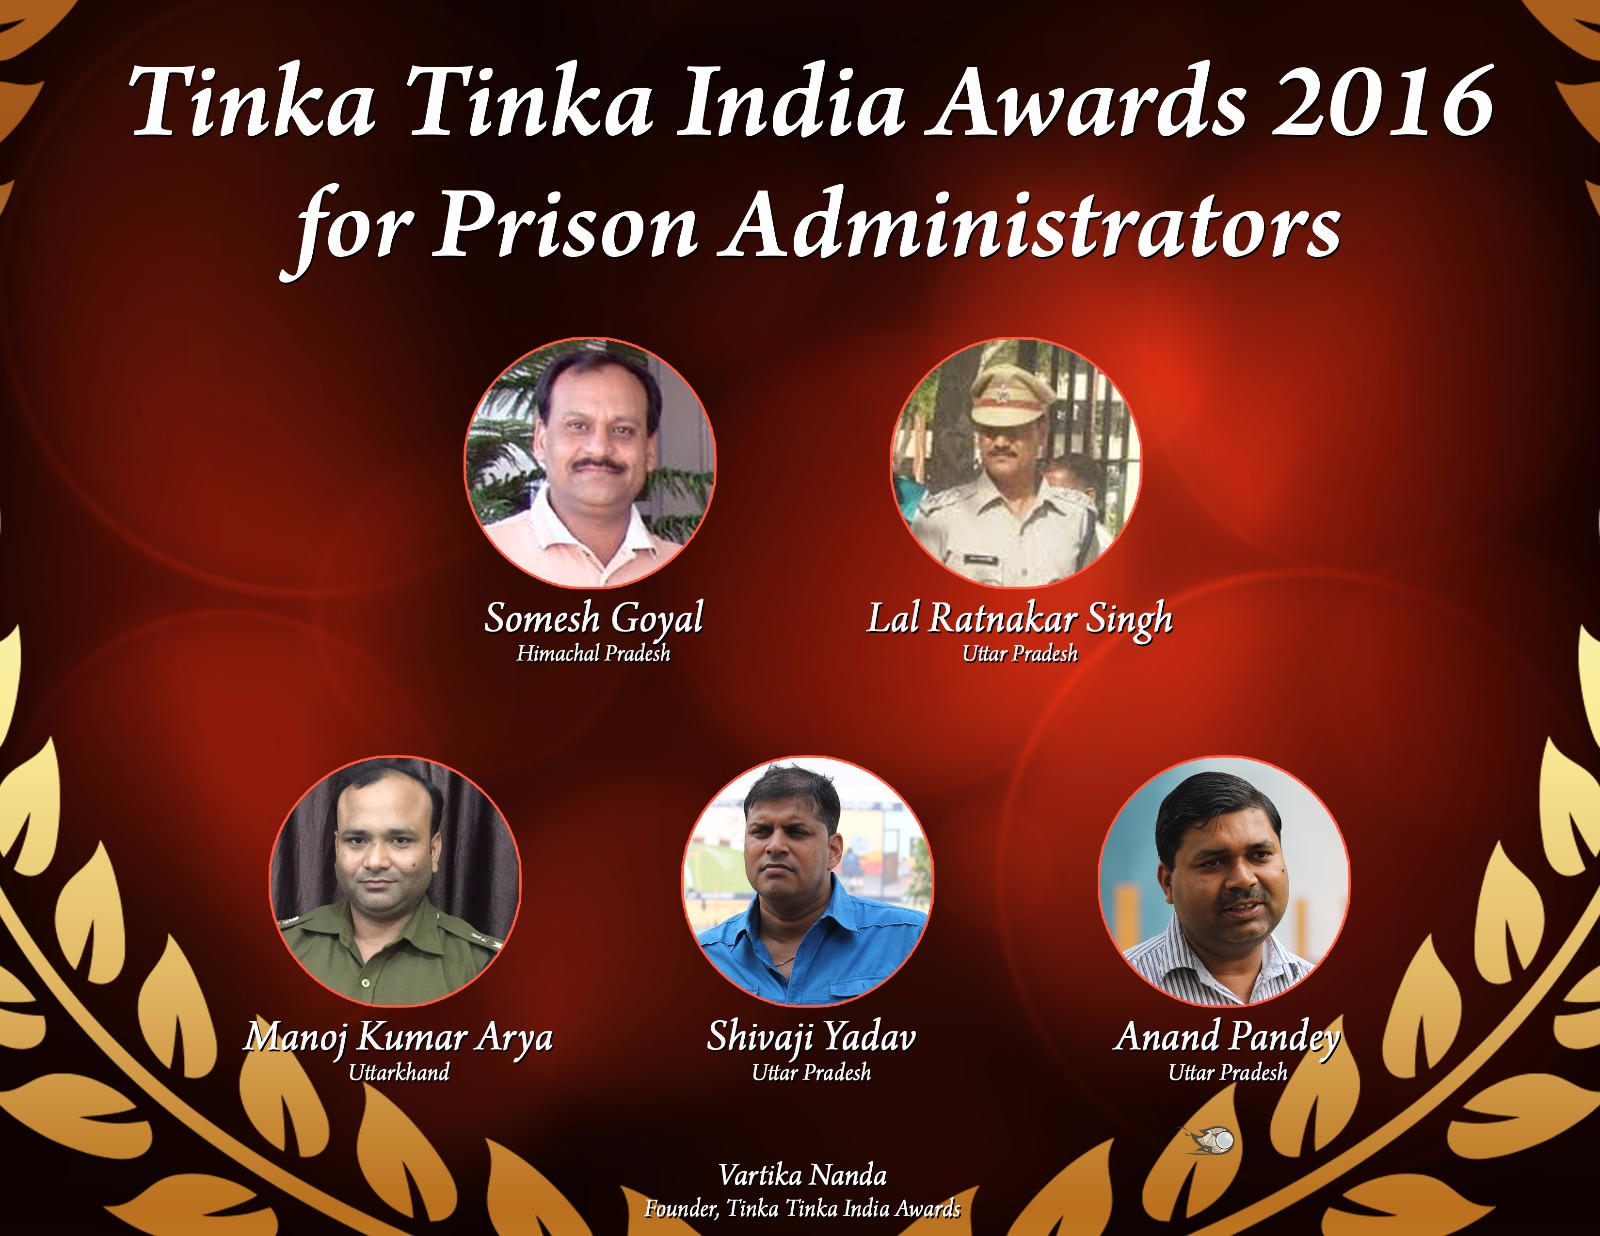 Tinka Tinka India Awards 2016
for Prison Administrators
Somesh Goyal
Himachal Pradesh
Lal Ratnakar Singh
Uttar Pradesh
Manoj Kumar Arya
Uttarkhand
Shivaji Yadav
Uttar Pradesh
Anand Pandey
Uttar Pradesh
Vartika Nanda
Founder, Tinka Tinka India Awards